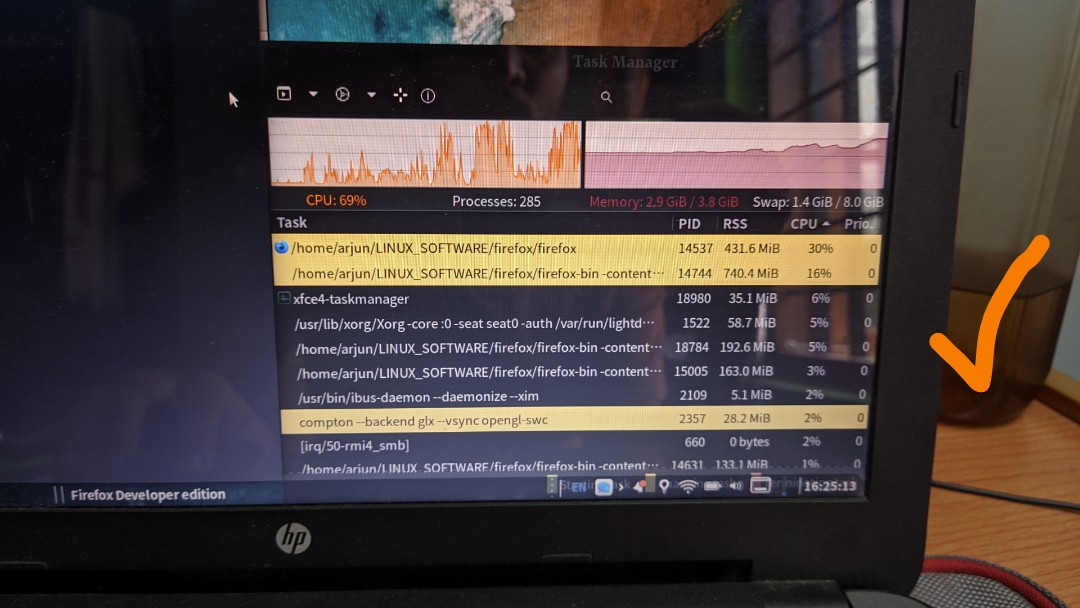 Task Manager
CPU: 69% Processes: 285 Memory: 2.9 GiB / 3.8 GiB Swap: 1.4 GiB / 8.0 GiB
Task PID RSS CPU Prio.
/home/arjun/LINUX_SOFTWARE/firefox/firefox 14537 431.6 MiB 30% 0
/home/arjun/LINUX_SOFTWARE/firefox/firefox-bin -content··· 14744 740.4 MiB 16% 0
xfce4-taskmanager 18980 35.1 MiB 6% 0
/usr/lib/xorg/Xorg -core :0 -seat seat0 -auth /var/run/lightd··· 1522 58.7 MiB 5% 0
/home/arjun/LINUX_SOFTWARE/firefox/firefox-bin -content··· 18784 192.6 MiB 5% 0
/home/arjun/LINUX_SOFTWARE/firefox/firefox-bin -content··· 15005 163.0 MiB 3% 0
/usr/bin/ibus-daemon --daemonize --xim 2109 5.1 MiB 2% 0
compton --backend glx --vsync opengl-swc 2357 28.2 MiB 2% 0
[irq/50-rmi4_smb] 660 0 bytes 2% 0
/home/arjun/LINUX_SOFTWARE/firefox/firefox-bin -content··· 14631 133.1 MiB 1% 0
Firefox Developer edition EN 16:25:13
hp